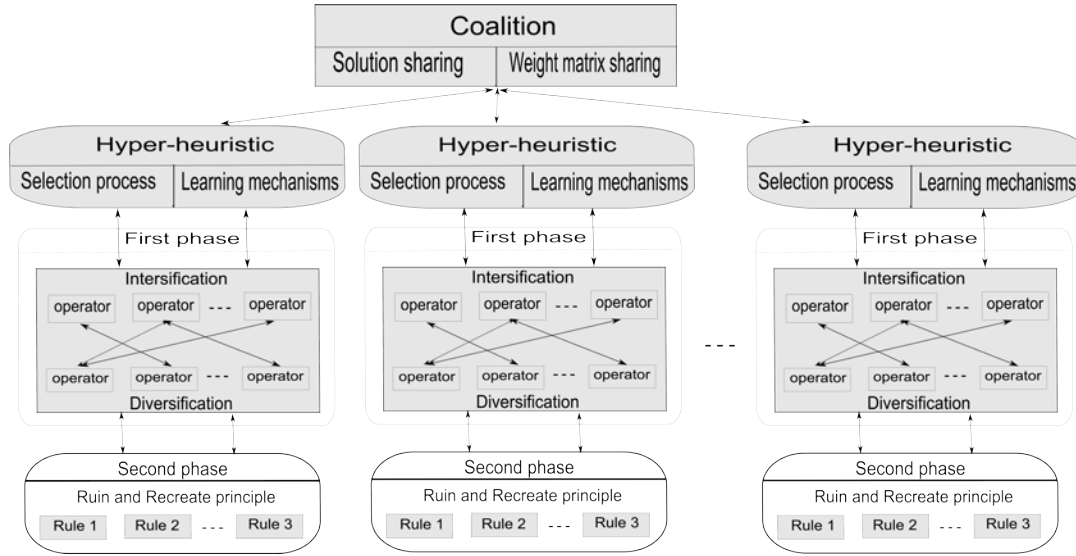 Coalition
Solution sharing Weight matrix sharing
Hyper-heuristic Hyper-heuristic Hyper-heuristic
Selection process Learning mechanisms Selection process Learning mechanisms Selection process Learning mechanisms
First phase First phase First phase
Intersification Intersification Intersification
operator operator --- operator operator operator --- operator operator operator --- operator
---
operator operator --- operator operator operator --- operator operator operator --- operator
Diversification Diversification Diversification
Second phase Second phase Second phase
Ruin and Recreate principle Ruin and Recreate principle Ruin and Recreate principle
Rule 1 Rule 2 --- Rule 3 Rule 1 Rule 2 --- Rule 3 Rule 1 Rule 2 --- Rule 3